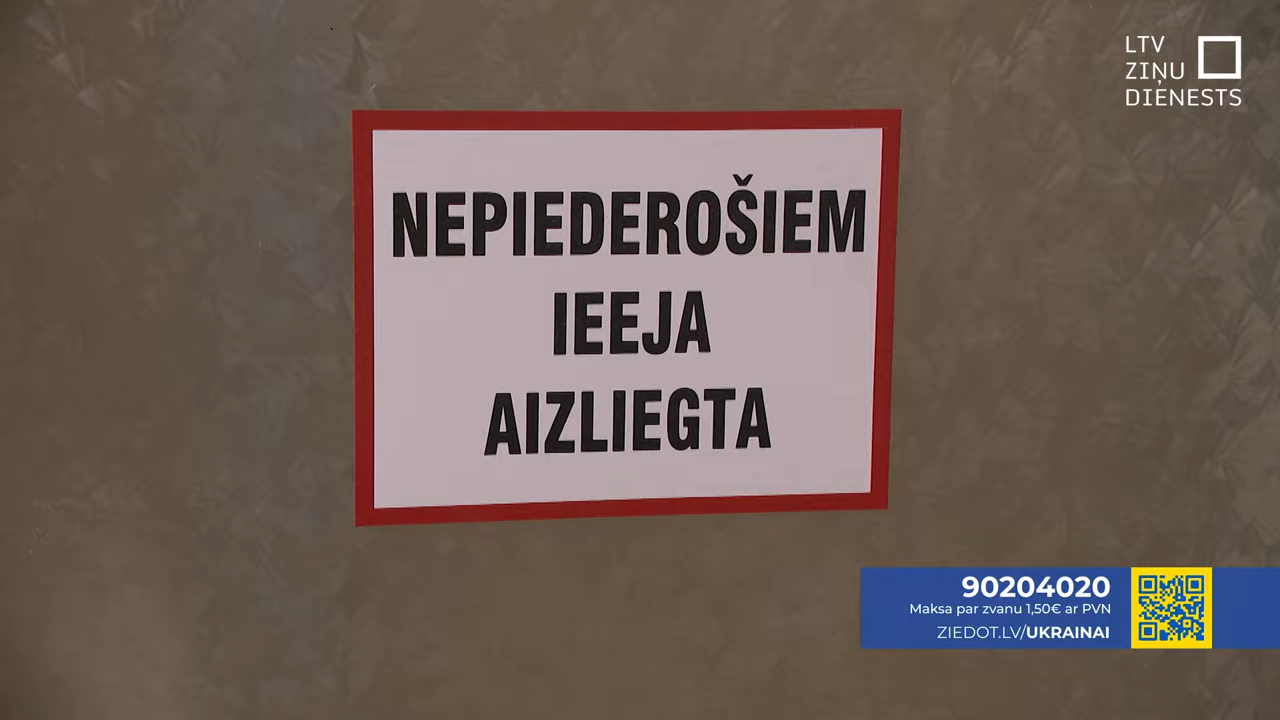 LTV
ZIŅU
DIENESTS
NEPIEDEROŠIEM
IEEJA
AIZLIEGTA
90204020
Maksa par zvanu 1,50€ ar PVN
ZIEDOT.LV/UKRAINAI